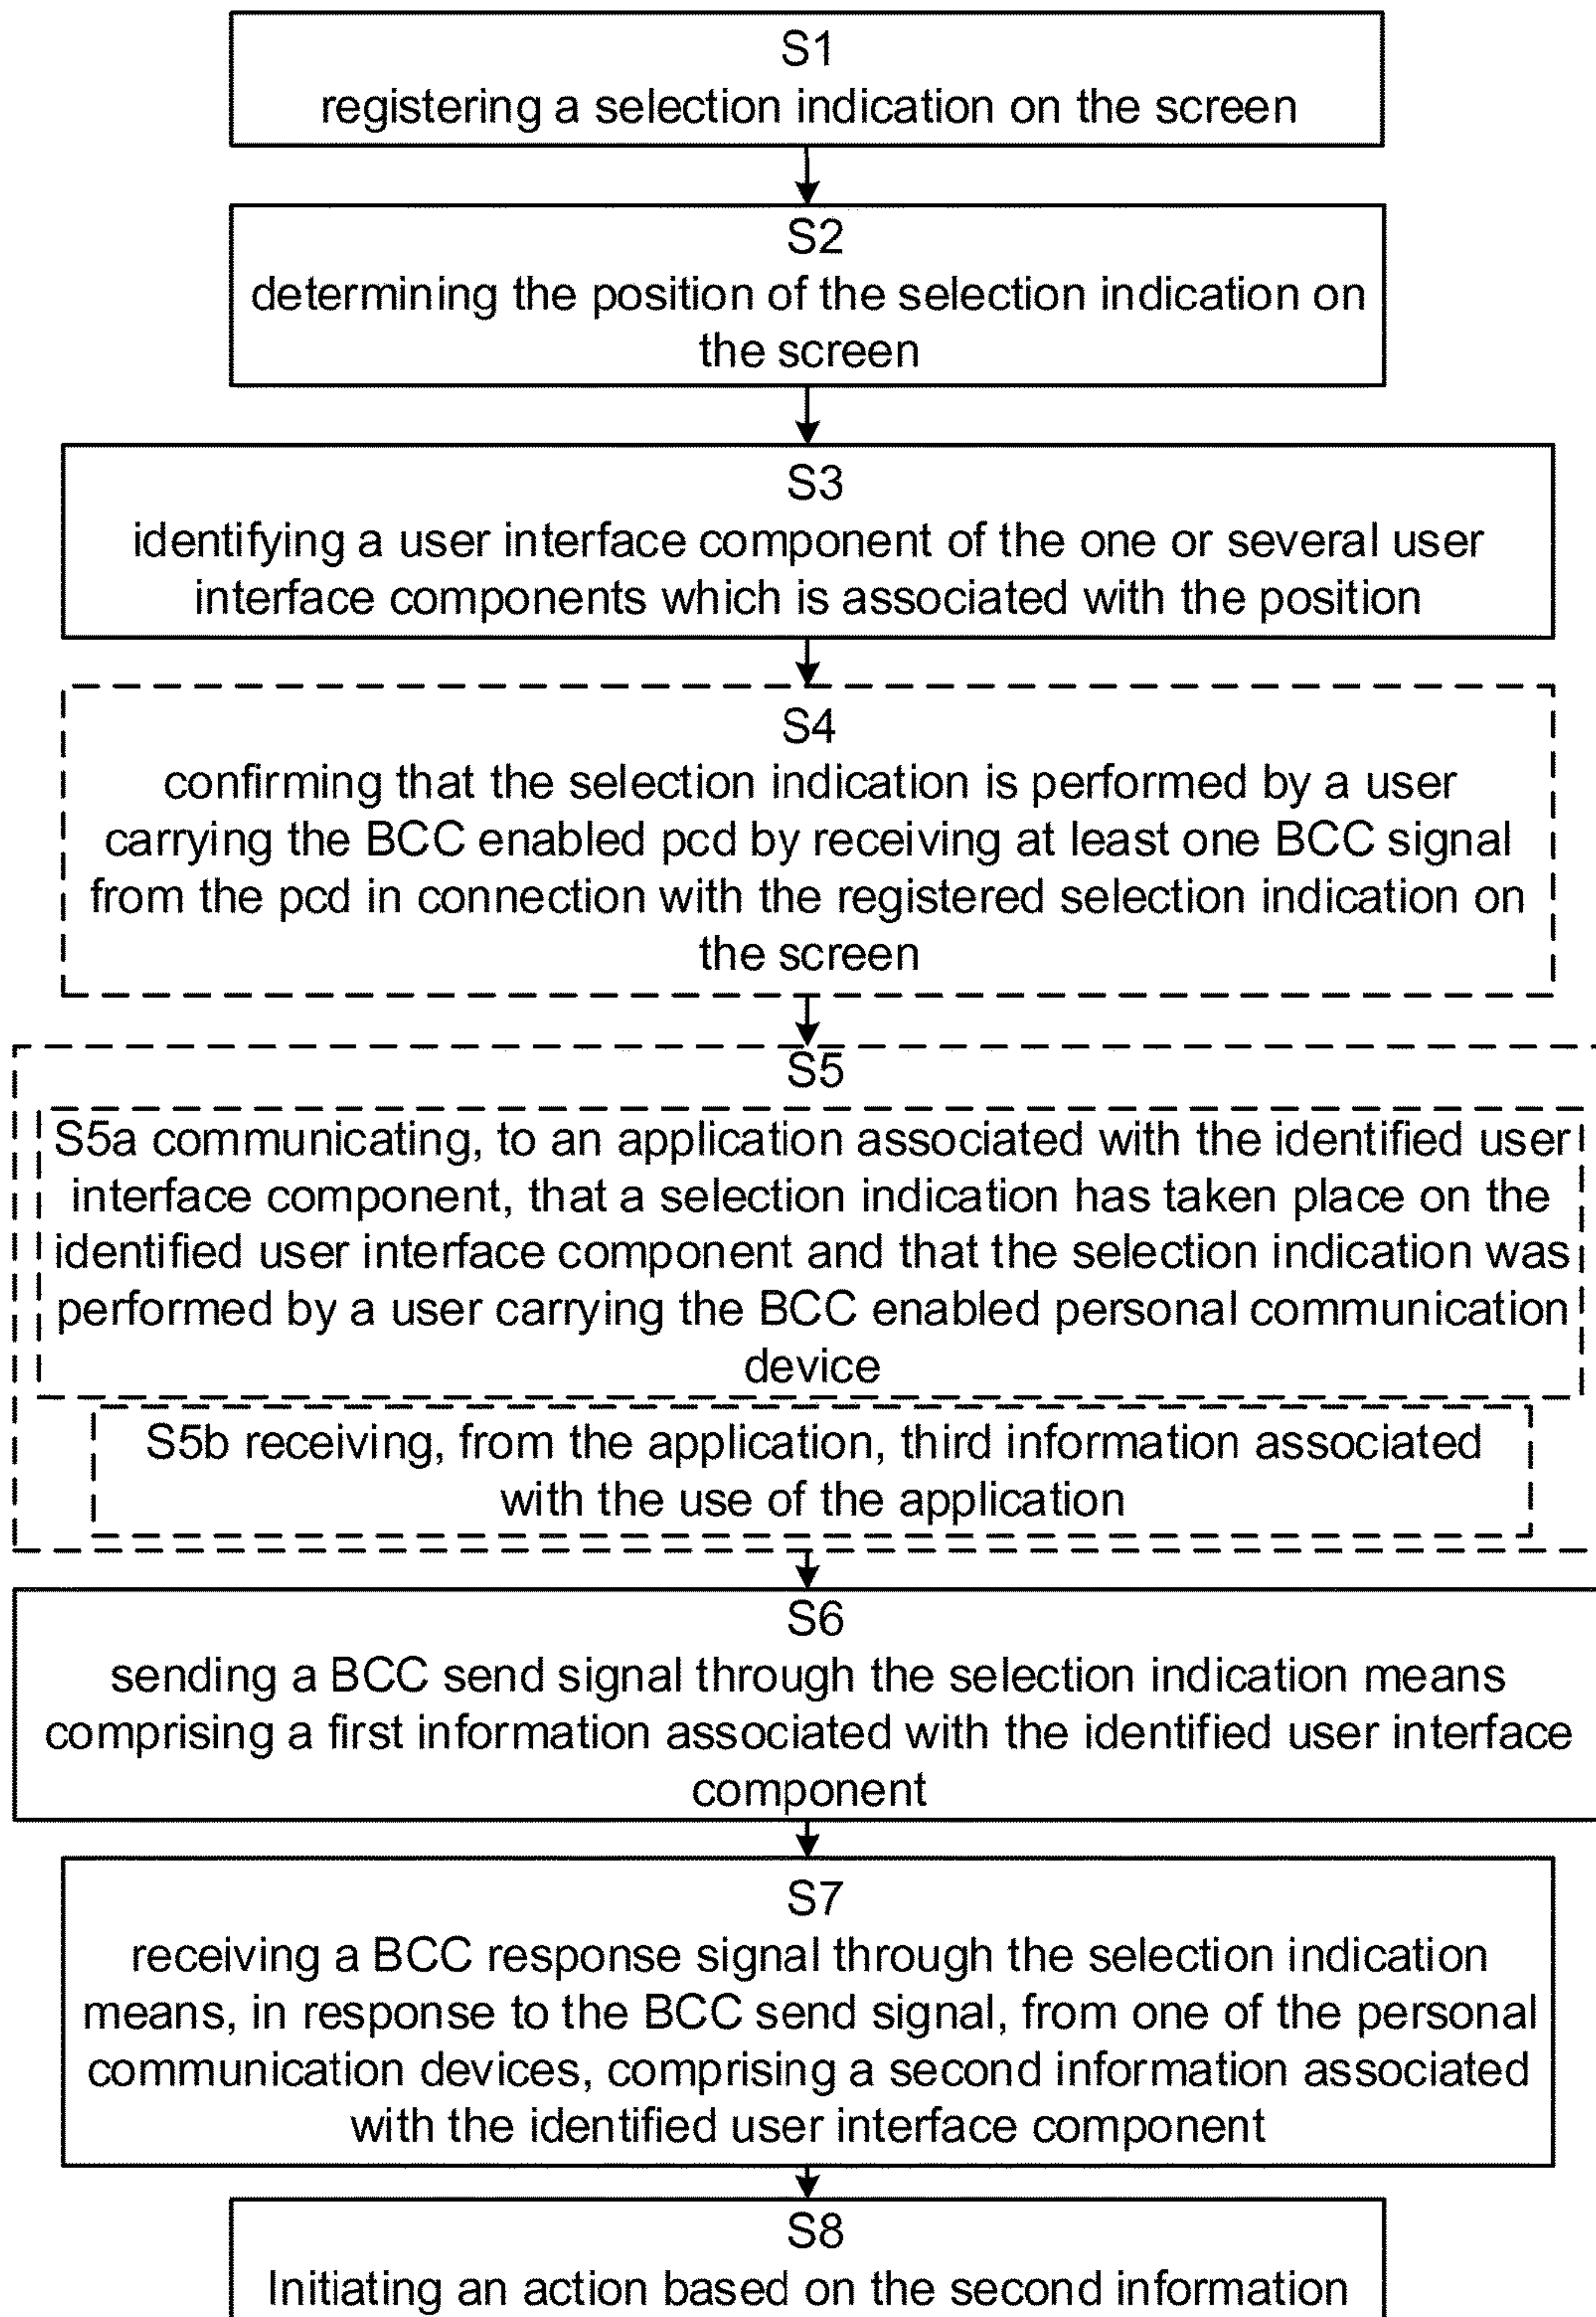 S1
registering a selection indication on the screen
S2
determining the position of the selection indication on
the screen
S3
identifying a user interface component of the one or several user
interface components which is associated with the position
S4
confirming that the selection indication is performed by a user
carrying the BCC enabled pcd by receiving at least one BCC signal
from the pcd in connection with the registered selection indication on
the screen
S5
S5a communicating, to an application associated with the identified user
interface component, that a selection indication has taken place on the
identified user interface component and that the selection indication was
performed by a user carrying the BCC enabled personal communication
device
S5b receiving, from the application, third information associated
with the use of the application
S6
sending a BCC send signal through the selection indication means
comprising a first information associated with the identified user interface
component
S7
receiving a BCC response signal through the selection indication
means, in response to the BCC send signal, from one of the personal
communication devices, comprising a second information associated
with the identified user interface component
S8
Initiating an action based on the second information